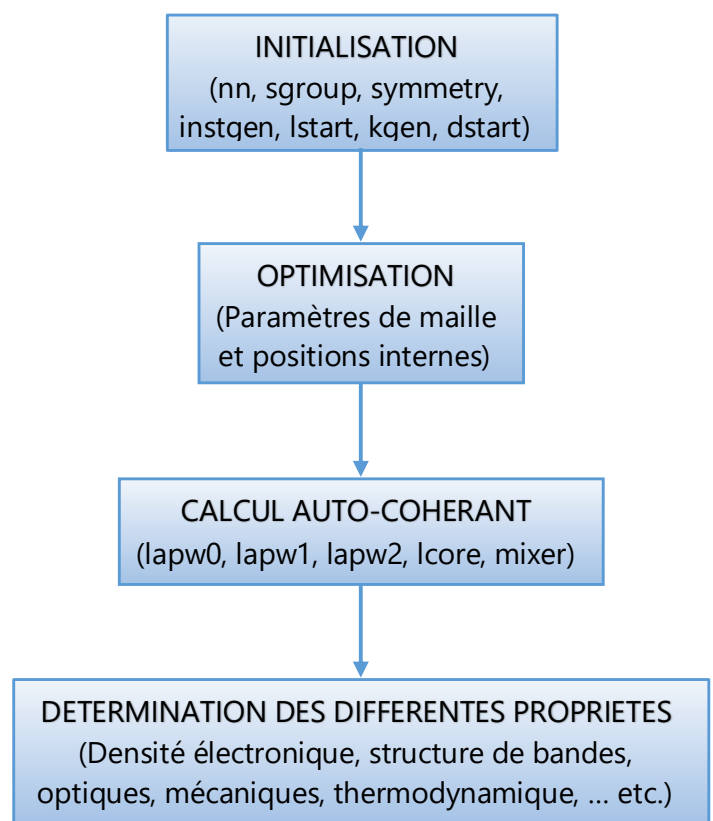 INITIALISATION
(nn, sgroup, symmetry,
instgen, lstart, kgen, dstart)
OPTIMISATION
(Paramètres de maille
et positions internes)
CALCUL AUTO-COHERANT
(lapw0, lapw1, lapw2, lcore, mixer)
DETERMINATION DES DIFFERENTES PROPRIETES
(Densité électronique, structure de bandes,
optiques, mécaniques, thermodynamique, ... etc.)